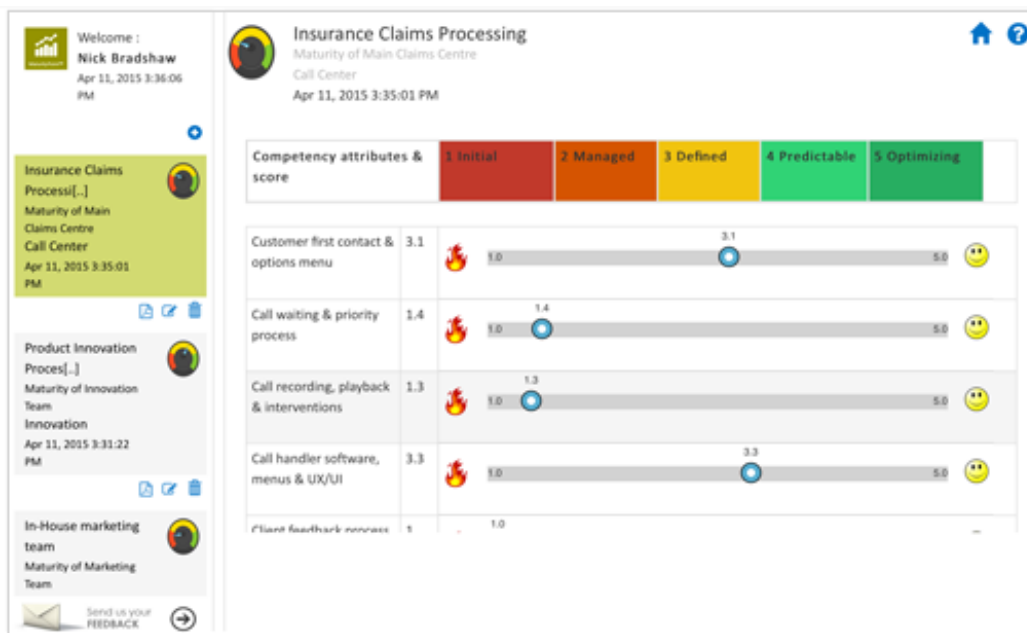 Welcome :
Nick Bradshaw
Apr 11, 2015 3:36:06
PM
Insurance Claims
Processi[..]
Maturity of Main
Claims Centre
Call Center
Apr 11, 2015 3:35:01
PM
Product Innovation
Proces[..]
Maturity of Innovation
Team
Innovation
Apr 11, 2015 3:31:22
PM
In-House marketing
team
Maturity of Marketing
Team
Send us your
FEEDBACK
Insurance Claims Processing
Maturity of Main Claims Centre
Call Center
Apr 11, 2015 3:35:01 PM
?
Competency attributes &
score
1 Initial
2 Managed
3 Defined
4 Predictable
5 Optimizing
Customer first contact &
options menu
3.1
3.1
1.0
5.0
Call waiting & priority
process
1.4
1.4
1.0
5.0
Call recording, playback
& interventions
1.3
1.3
1.0
5.0
Call handler software,
menus & UX/UI
3.3
3.3
1.0
5.0
Client feedback process
1
1.0